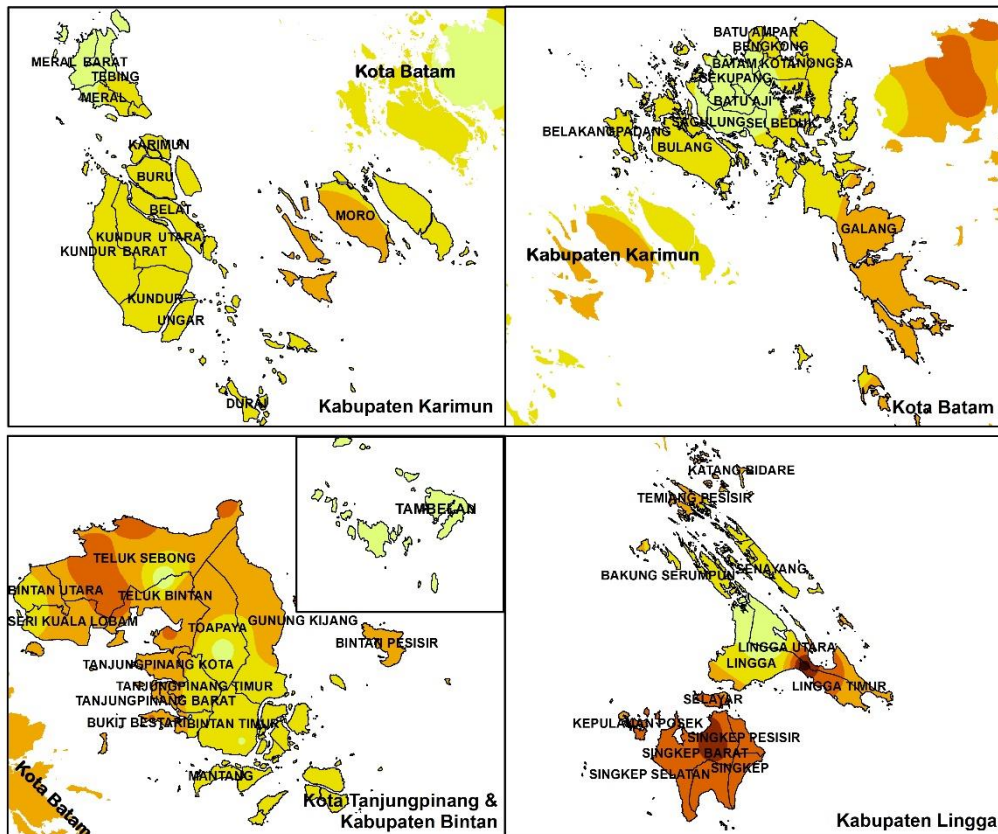 MERAL BARAT
TEBING
MERAL
Kota Batam
KARIMUN
BURU
BELAT
MORO
KUNDUR UTARA
KUNDUR BARAT
KUNDUR
UNGAR
DURAI
Kabupaten Karimun
BATU AMPAR
BENGKONG
BATAM KOTA
NONGSA
SEKUPANG
BATU AJI
SAGULUNG
SEI BEDUK
BELAKANGPADANG
BULANG
GALANG
Kabupaten Karimun
Kota Batam
TAMBELAN
TELUK SEBONG
BINTAN UTARA
TELUK BINTAN
SERI KUALA LOBAM
TOAPAYA
GUNUNG KIJANG
BINTAN PESISIR
TANJUNGPINANG KOTA
TANJUNGPINANG TIMUR
TANJUNGPINANG BARAT
BUKIT BESTARI
BINTAN TIMUR
MANTANG
Kota Batam
Kota Tanjungpinang &
Kabupaten Bintan
KATANG BIDARE
TEMIANG PESISIR
SENAYANG
BAKUNG SERUMPUN
LINGGA UTARA
LINGGA
LINGGA TIMUR
SELAYAR
KEPULAUAN POSEK
SINGKEP PESISIR
SINGKEP BARAT
SINGKEP
SINGKEP SELATAN
Kabupaten Lingga